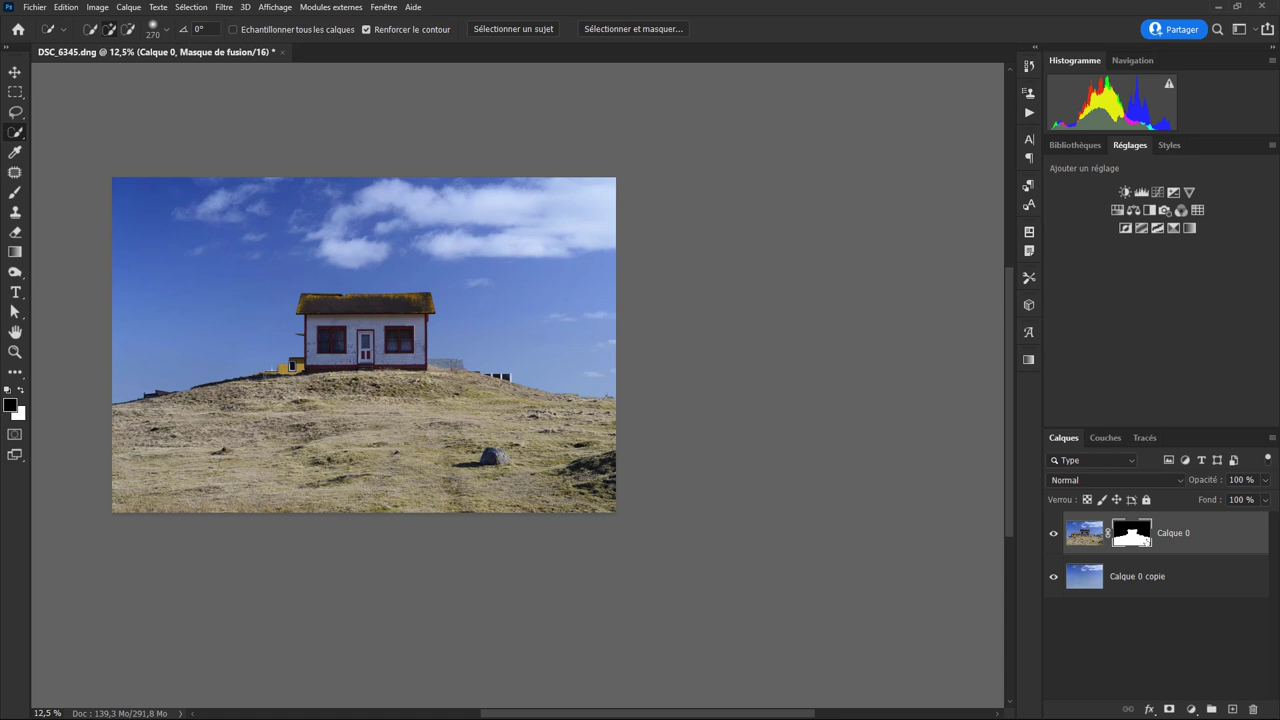 Ps Fichier Edition Image Calque Texte Sélection Filtre 3D Affichage Modules externes Fenêtre Aide
270 0° Echantillonner tous les calques Renforcer le contour Sélectionner un sujet Sélectionner et masquer... Partager
DSC_6345.dng @ 12,5% (Calque 0, Masque de fusion/16) *
Histogramme Navigation
Bibliothèques Réglages Styles
Ajouter un réglage
Calques Couches Tracés
Type
Normal Opacité : 100 %
Verrou : Fond : 100 %
Calque 0
Calque 0 copie
12,5 % Doc : 139,3 Mo/291,8 Mo